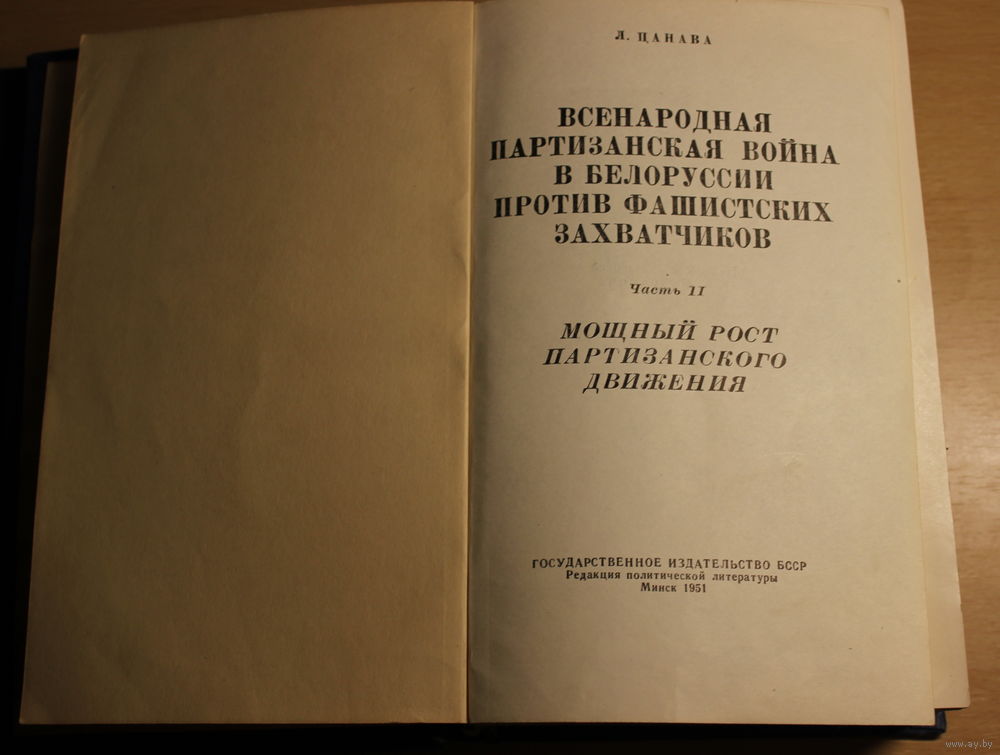 Л. ЦАНАВА
ВСЕНАРОДНАЯ
ПАРТИЗАНСКАЯ ВОЙНА
В БЕЛОРУССИИ
ПРОТИВ ФАШИСТСКИХ
ЗАХВАТЧИКОВ
Часть II
МОЩНЫЙ РОСТ
ПАРТИЗАНСКОГО
ДВИЖЕНИЯ
ГОСУДАРСТВЕННОЕ ИЗДАТЕЛЬСТВО БССР
Редакция политической литературы
Минск 1951
www.ay.by